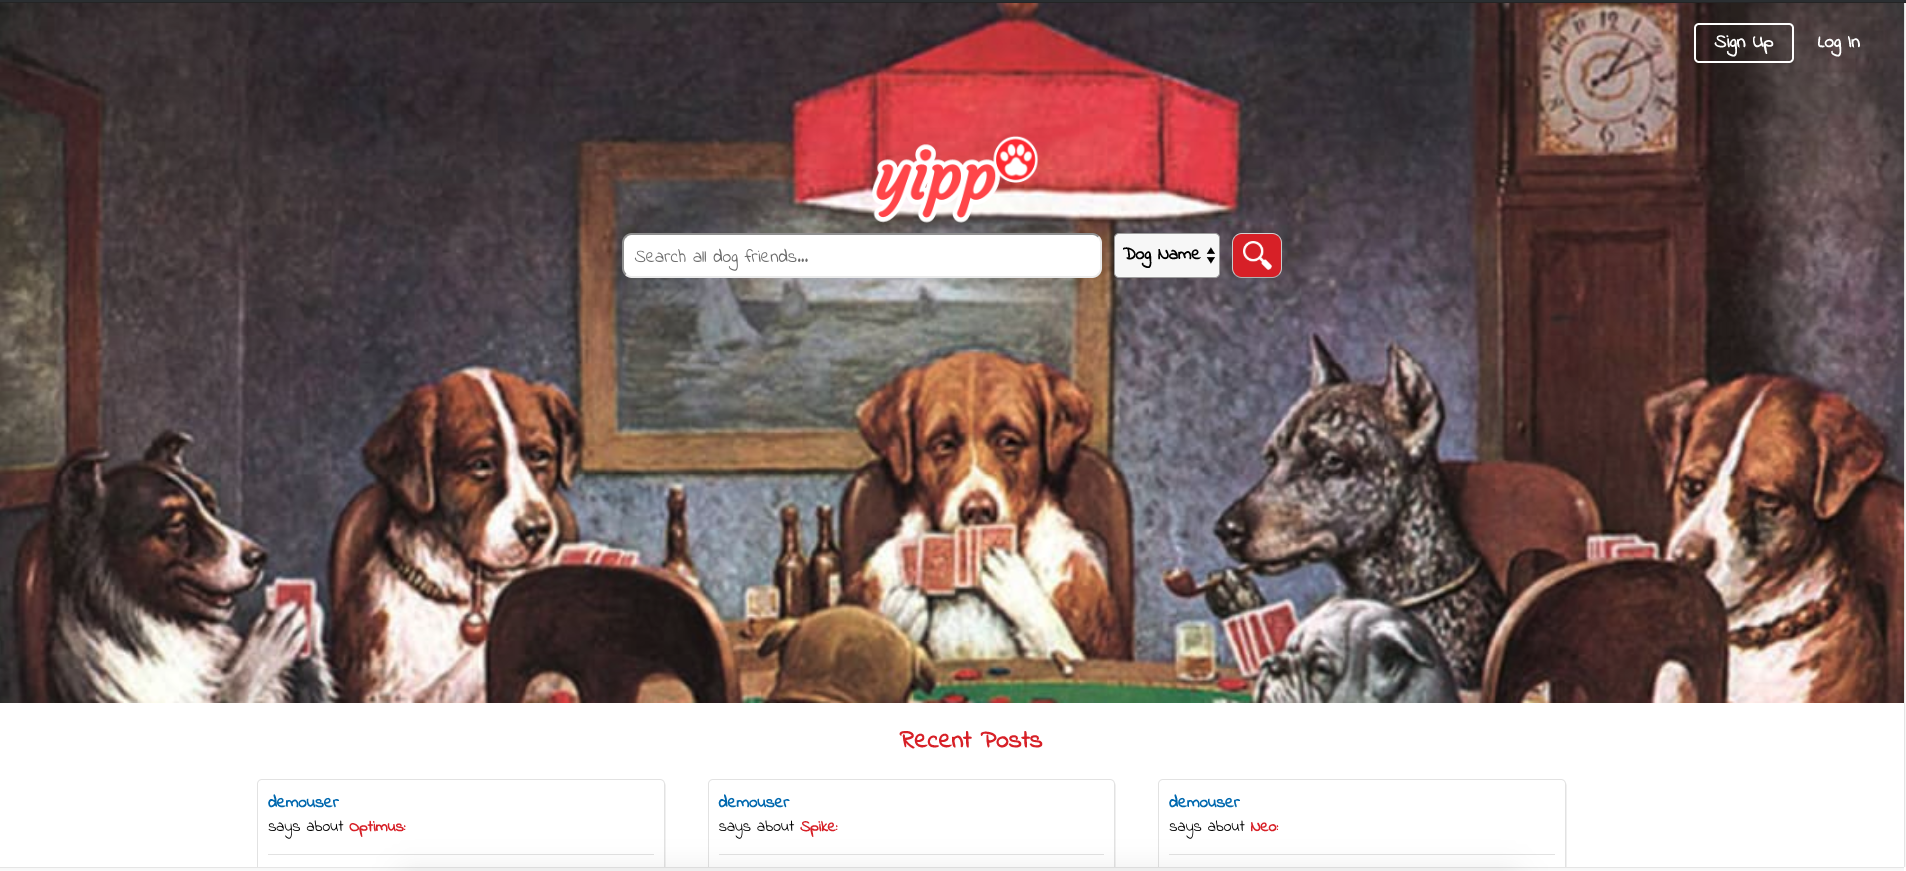 Sign Up
Log In
yipp
Search all dog friends...
Dog Name
Recent Posts
demouser
says about Optimus:
demouser
says about Spike:
demouser
says about Neo: